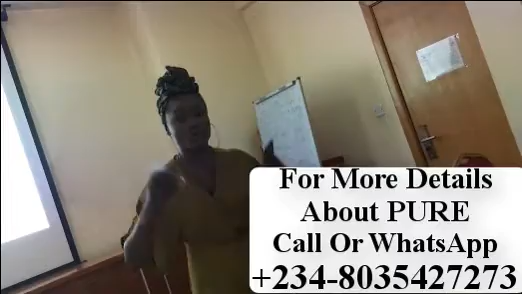 For More Details
About PURE
Call Or WhatsApp
+234-8035427273